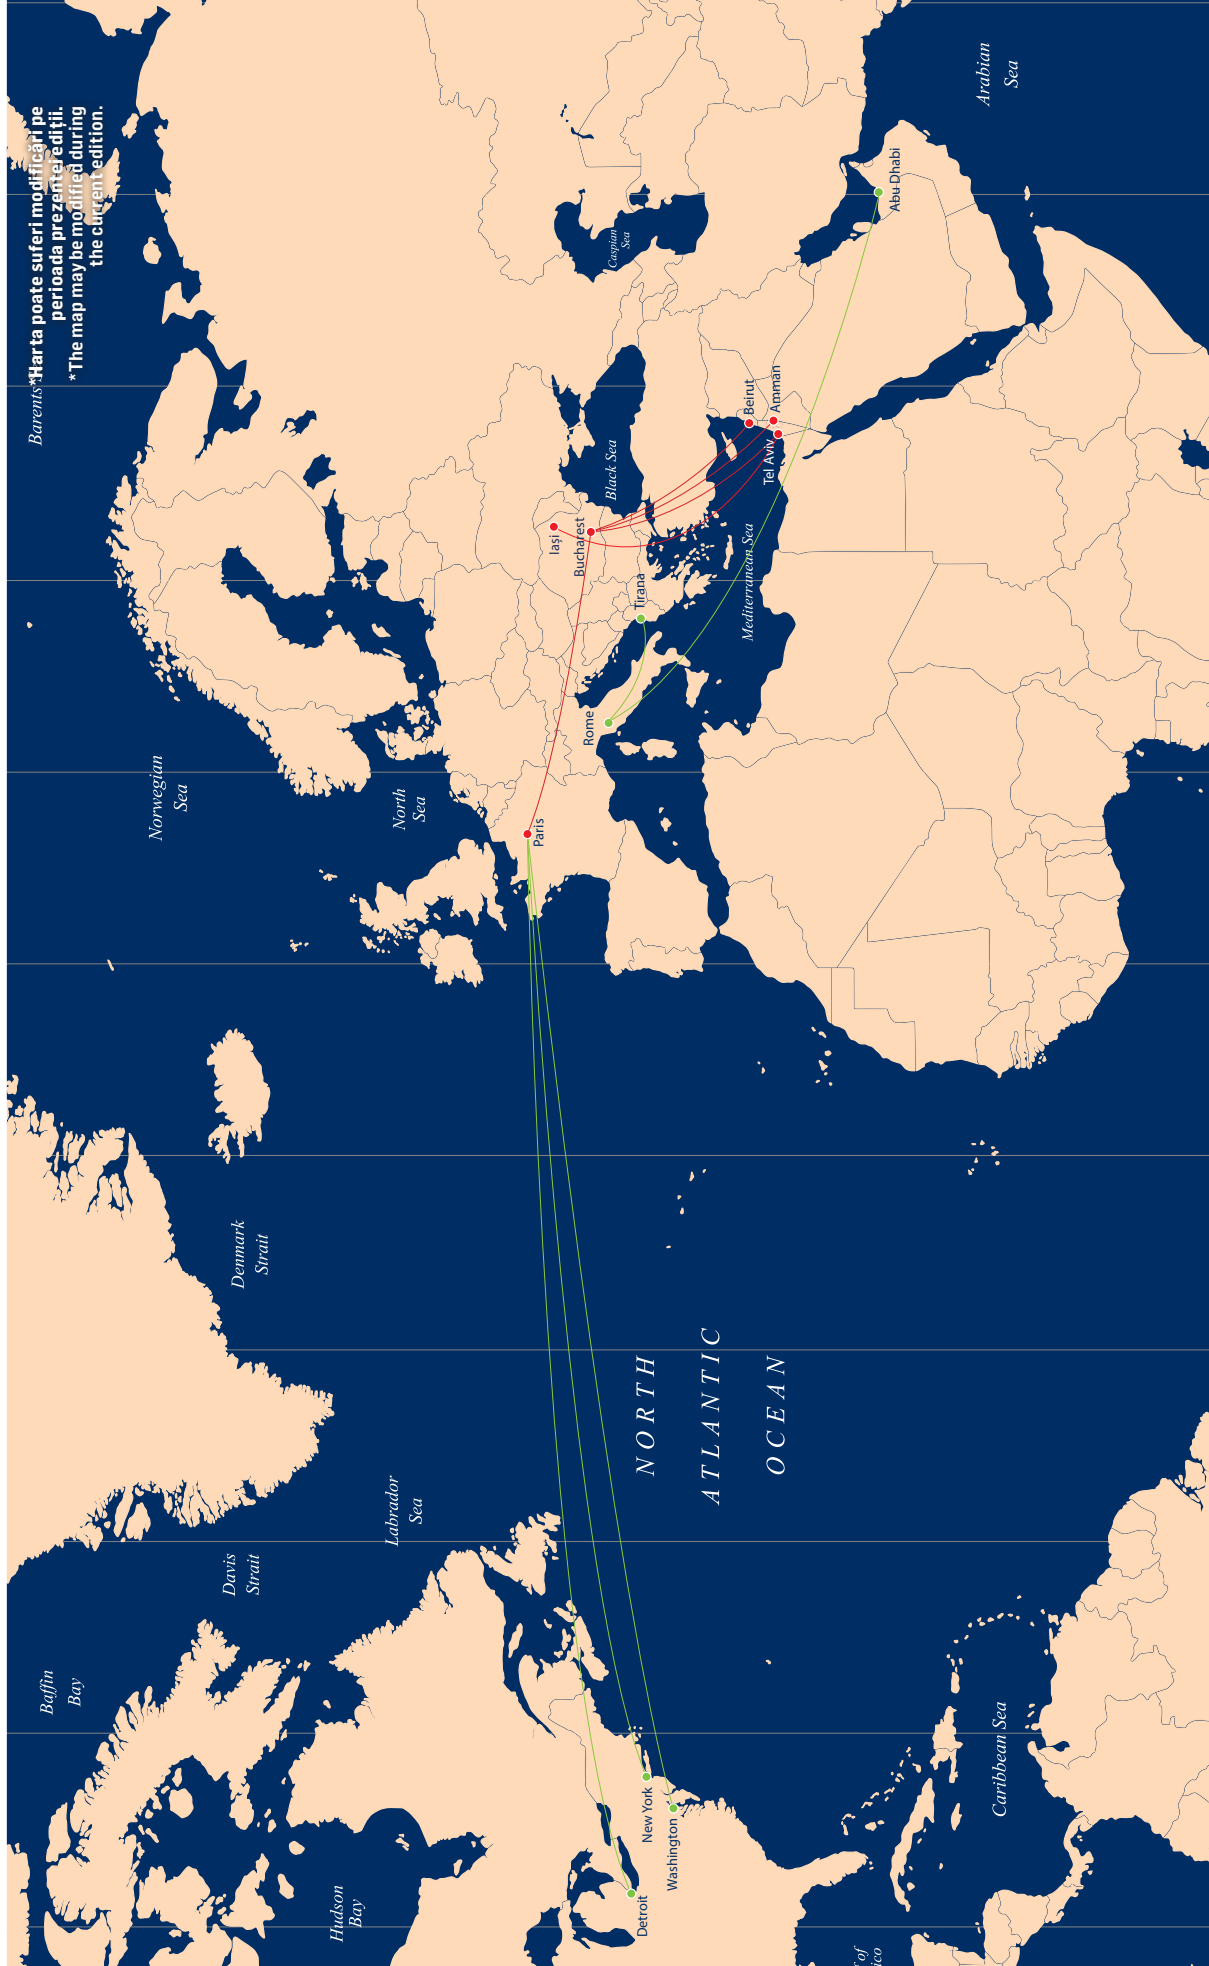 *Harta poate suferi modificări pe
perioada prezentei ediții.
*The map may be modified during
the current edition.
Barents
Baffin
Bay
Davis
Strait
Denmark
Strait
Norwegian
Sea
Hudson
Bay
Labrador
Sea
North
Sea
Paris
Iași
Bucharest
Rome
Tirana
Black Sea
Caspian
Sea
Detroit
New York
Washington
NORTH
ATLANTIC
OCEAN
Mediterranean Sea
Beirut
Tel Aviv
Amman
Abu Dhabi
Arabian
Sea
Caribbean Sea
of
ico